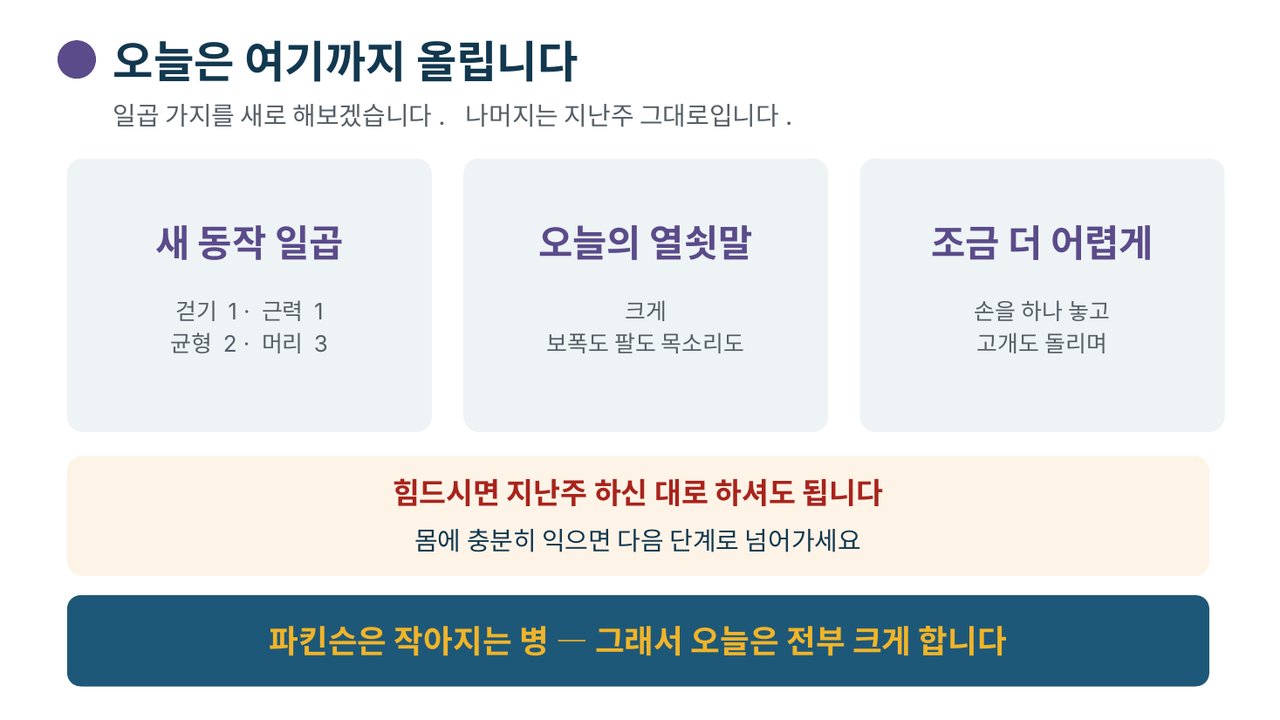 오늘은 여기까지 올립니다
일곱 가지를 새로 해보겠습니다 . 나머지는 지난주 그대로입니다 .
새 동작 일곱
걷기 1 · 근력 1
균형 2 · 머리 3
오늘의 열쇳말
크게
보폭도 팔도 목소리도
조금 더 어렵게
손을 하나 놓고
고개도 돌리며
힘드시면 지난주 하신 대로 하셔도 됩니다
몸에 충분히 익으면 다음 단계로 넘어가세요
파킨슨은 작아지는 병 — 그래서 오늘은 전부 크게 합니다